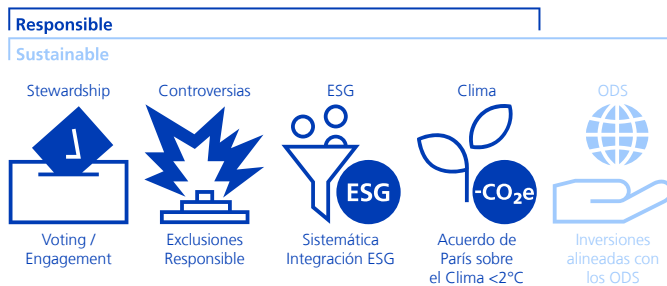 Responsible
Sustainable
Stewardship
Controversias
ESG
Clima
ODS
ESG
-CO₂e
Voting /
Engagement
Exclusiones
Responsible
Sistemática
Integración ESG
Acuerdo de
París sobre
el Clima <2°C
Inversiones
alineadas con
los ODS